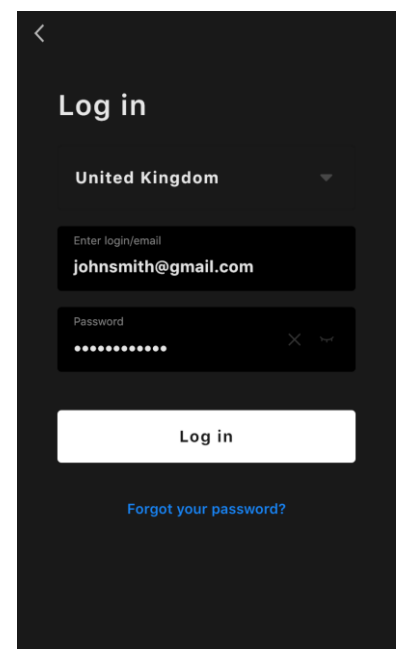 Log in
United Kingdom
Enter login/email
johnsmith@gmail.com
Password
••••••••••••
Log in
Forgot your password?